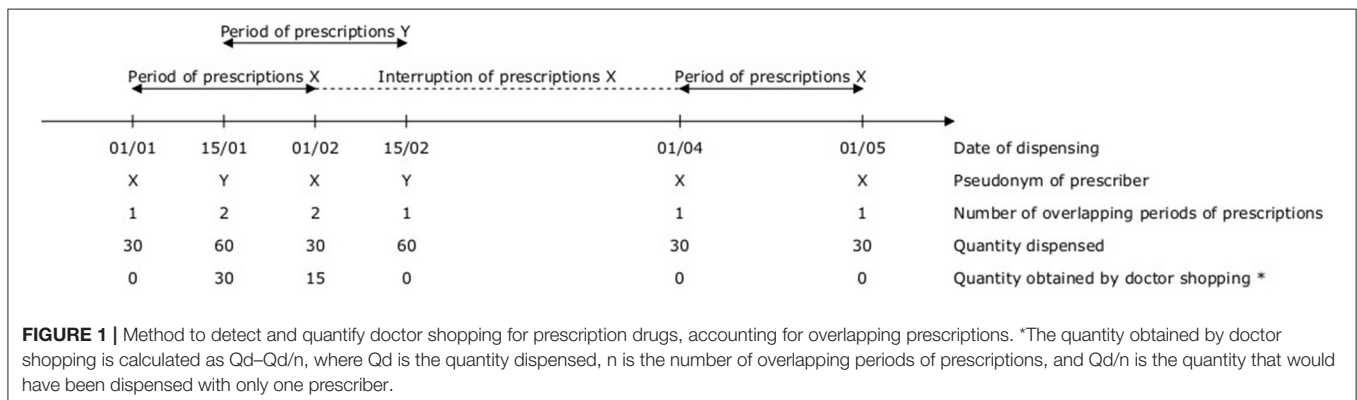 Period of prescriptions Y
Period of prescriptions X Interruption of prescriptions X Period of prescriptions X
01/01 15/01 01/02 15/02 01/04 01/05 Date of dispensing
X Y X Y X X Pseudonym of prescriber
1 2 2 1 1 1 Number of overlapping periods of prescriptions
30 60 30 60 30 30 Quantity dispensed
0 30 15 0 0 0 Quantity obtained by doctor shopping *
FIGURE 1 | Method to detect and quantify doctor shopping for prescription drugs, accounting for overlapping prescriptions. *The quantity obtained by doctor
shopping is calculated as Qd–Qd/n, where Qd is the quantity dispensed, n is the number of overlapping periods of prescriptions, and Qd/n is the quantity that would
have been dispensed with only one prescriber.